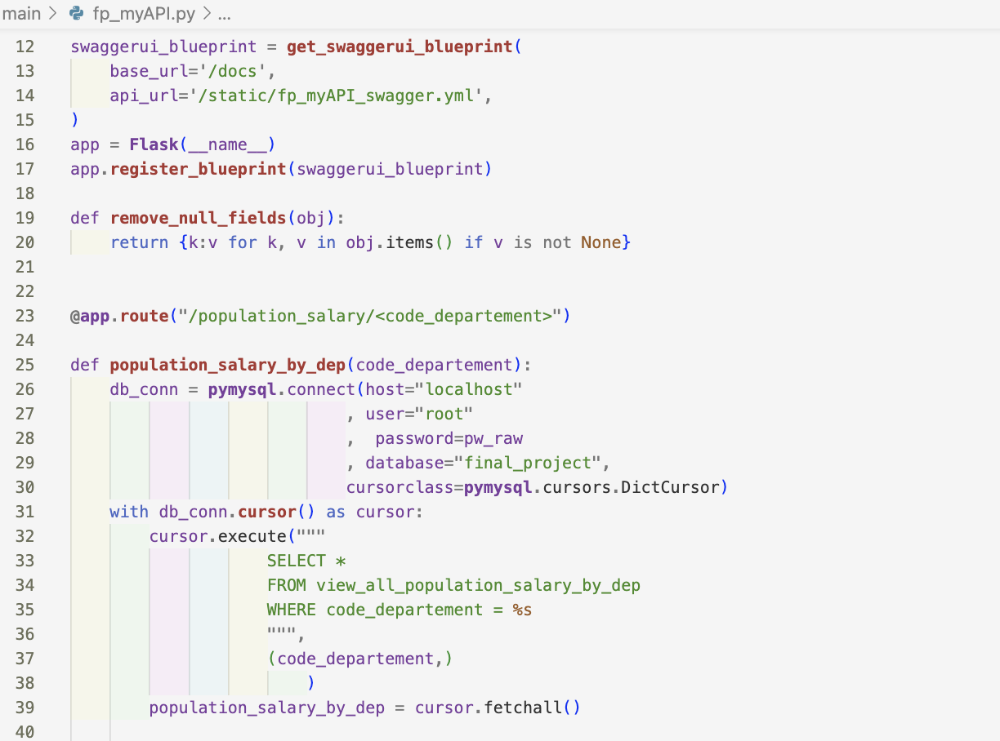 main > fp_myAPI.py > ...
12 swaggerui_blueprint = get_swaggerui_blueprint(
13     base_url='/docs',
14     api_url='/static/fp_myAPI_swagger.yml',
15 )
16 app = Flask(__name__)
17 app.register_blueprint(swaggerui_blueprint)
18
19 def remove_null_fields(obj):
20     return {k:v for k, v in obj.items() if v is not None}
21
22
23 @app.route("/population_salary/<code_departement>")
24
25 def population_salary_by_dep(code_departement):
26     db_conn = pymysql.connect(host="localhost"
27                             , user="root"
28                             ,  password=pw_raw
29                             , database="final_project",
30                             cursorclass=pymysql.cursors.DictCursor)
31     with db_conn.cursor() as cursor:
32         cursor.execute("""
33                     SELECT *
34                     FROM view_all_population_salary_by_dep
35                     WHERE code_departement = %s
36                     """,
37                     (code_departement,)
38                         )
39         population_salary_by_dep = cursor.fetchall()
40